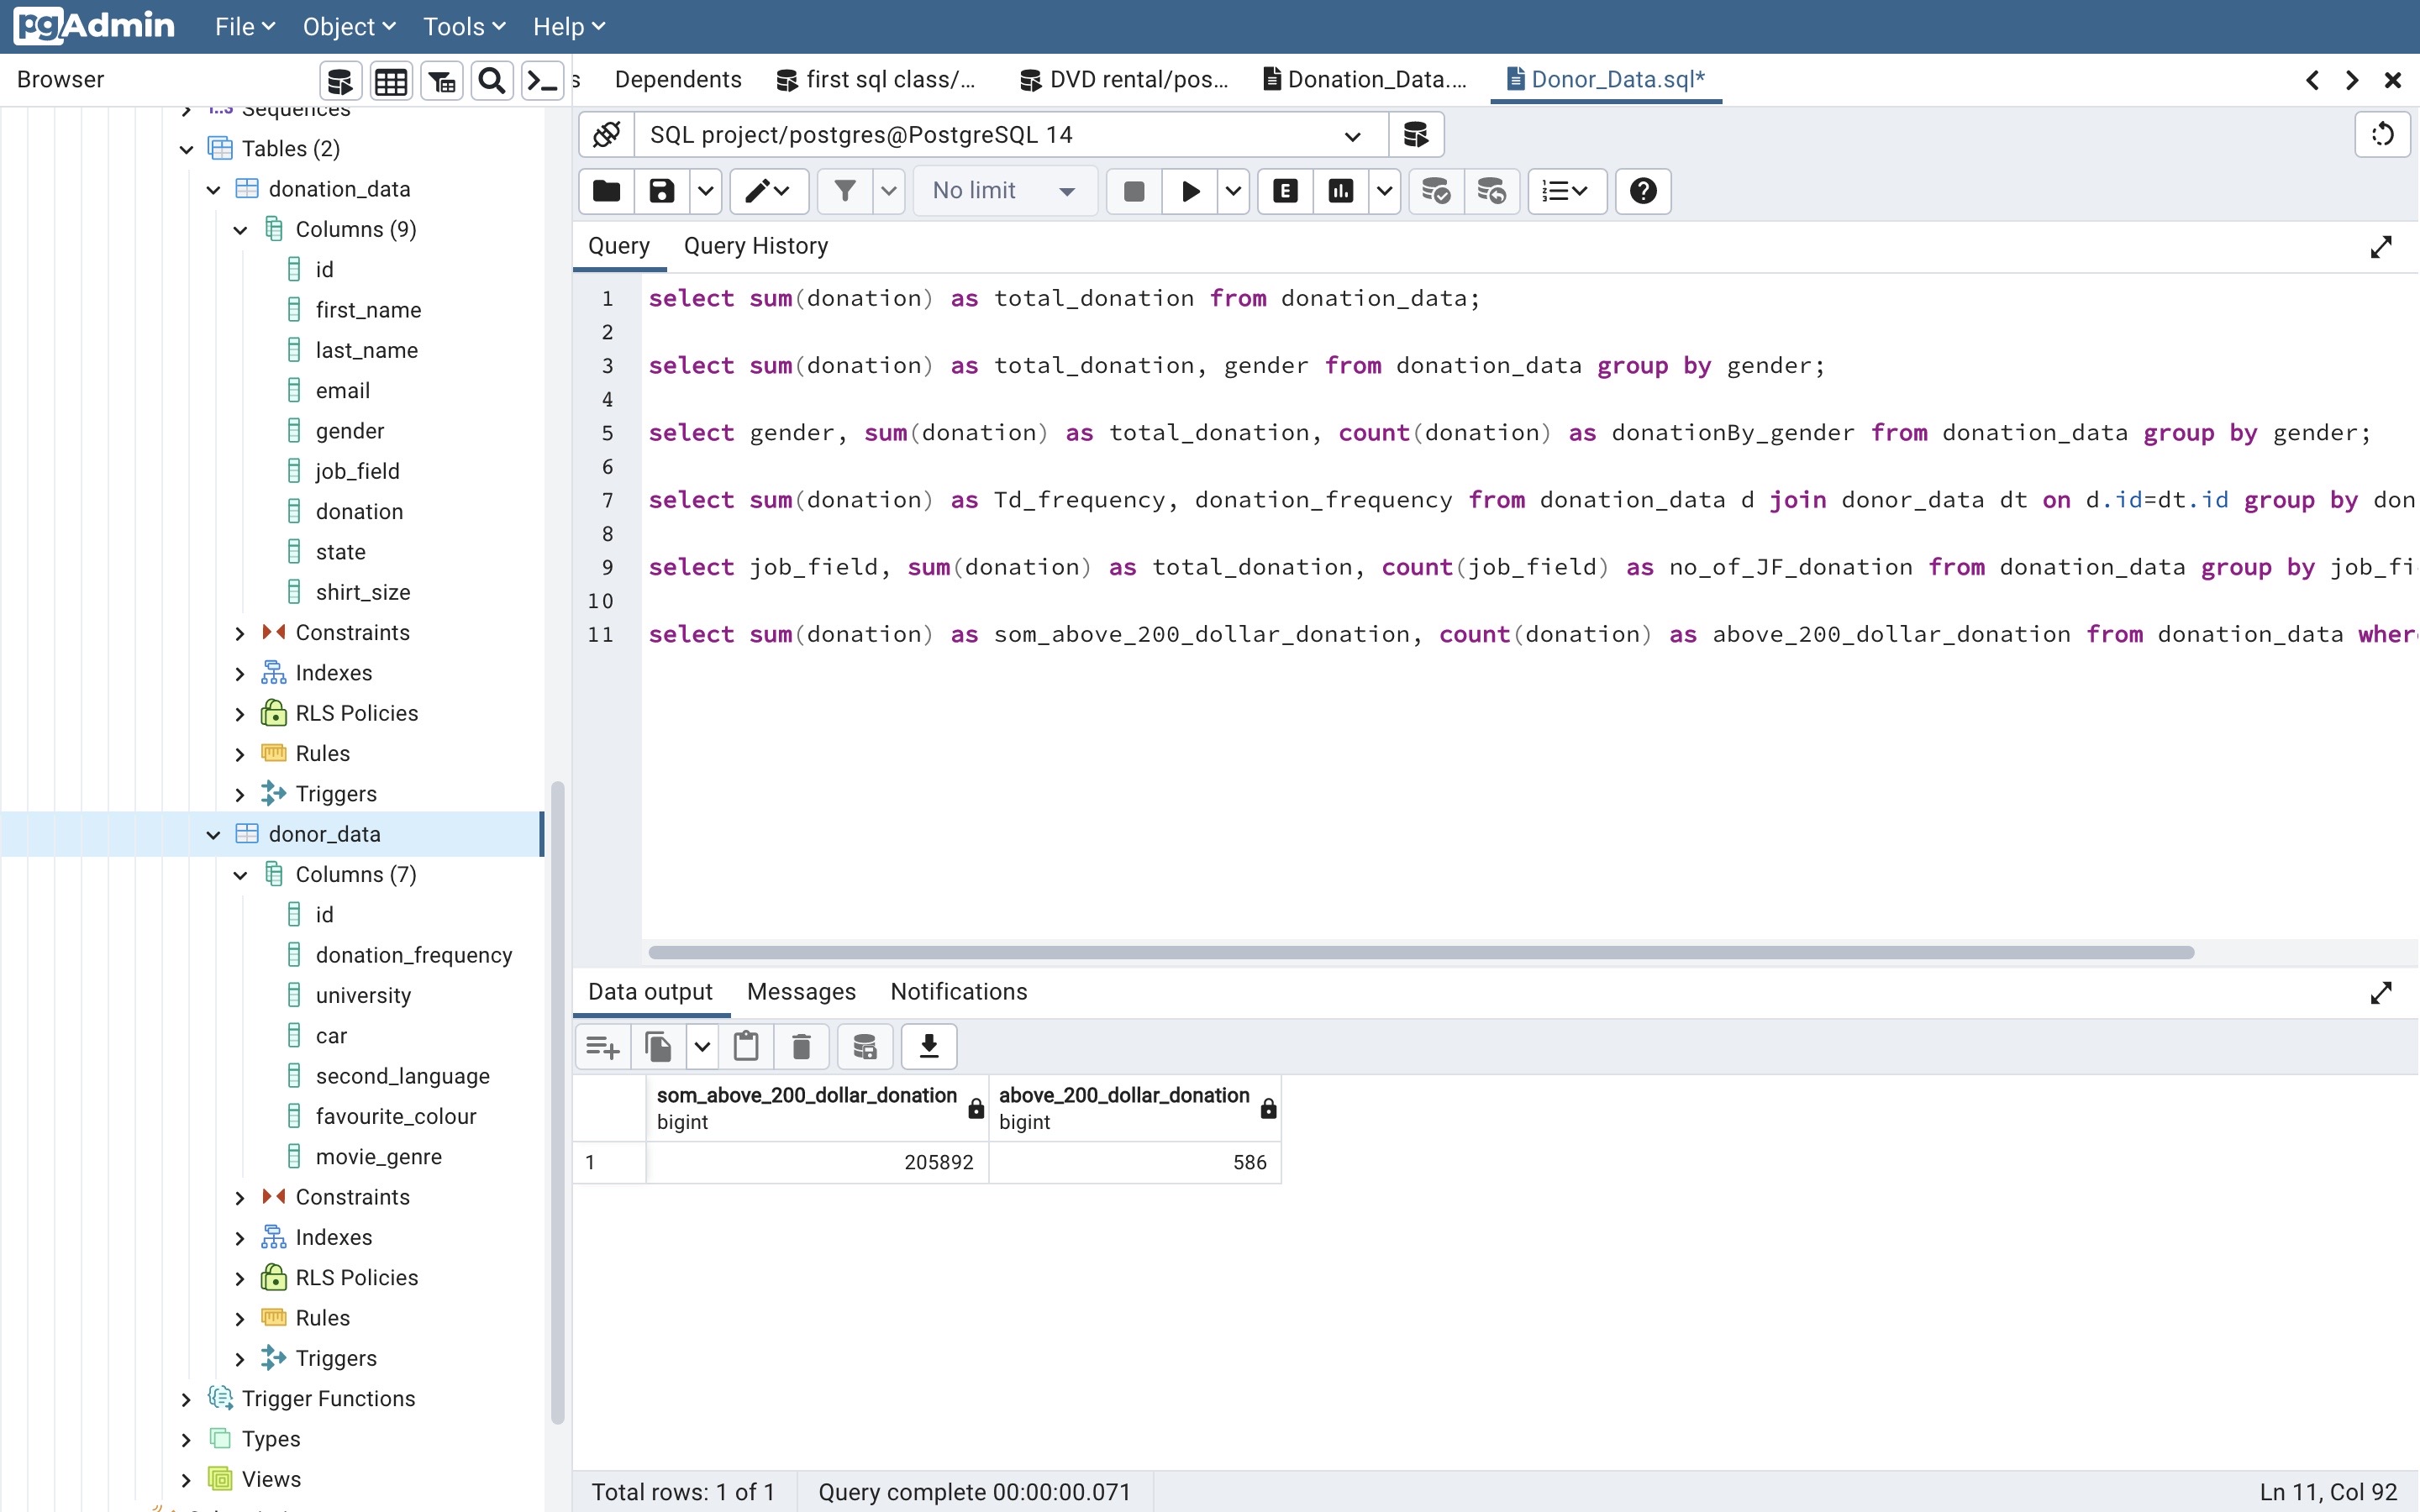 pgAdmin File Object Tools Help
Browser
s Dependents first sql class/... DVD rental/pos... Donation_Data.... Donor_Data.sql*
Sequences
Tables (2)
donation_data
Columns (9)
id
first_name
last_name
email
gender
job_field
donation
state
shirt_size
Constraints
Indexes
RLS Policies
Rules
Triggers
donor_data
Columns (7)
id
donation_frequency
university
car
second_language
favourite_colour
movie_genre
Constraints
Indexes
RLS Policies
Rules
Triggers
Trigger Functions
Types
Views
SQL project/postgres@PostgreSQL 14
No limit E
Query Query History
1 select sum(donation) as total_donation from donation_data;
2
3 select sum(donation) as total_donation, gender from donation_data group by gender;
4
5 select gender, sum(donation) as total_donation, count(donation) as donationBy_gender from donation_data group by gender;
6
7 select sum(donation) as Td_frequency, donation_frequency from donation_data d join donor_data dt on d.id=dt.id group by don
8
9 select job_field, sum(donation) as total_donation, count(job_field) as no_of_JF_donation from donation_data group by job_fi
10
11 select sum(donation) as som_above_200_dollar_donation, count(donation) as above_200_dollar_donation from donation_data wher
Data output Messages Notifications
som_above_200_dollar_donation above_200_dollar_donation
bigint bigint
1 205892 586
Total rows: 1 of 1 Query complete 00:00:00.071 Ln 11, Col 92